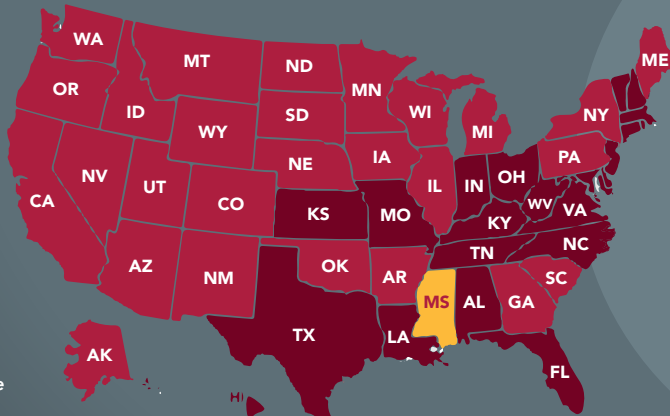 WA
MT
ND
MN
ME
OR
ID
SD
WI
NY
WY
MI
NV
NE
IA
PA
UT
CO
IL
IN
OH
CA
KS
MO
WV
VA
KY
AZ
NM
OK
AR
TN
NC
SC
MS
AL
GA
TX
LA
AK
FL
HI
e